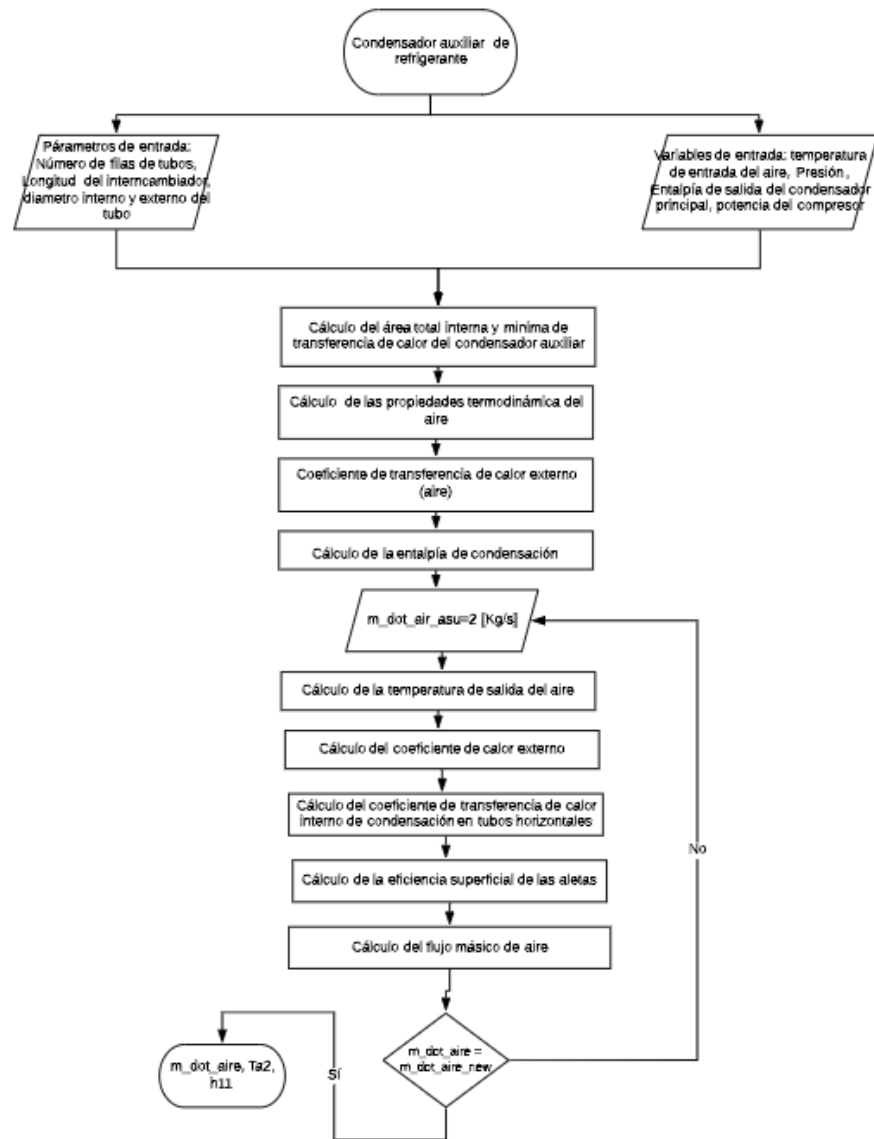 Condensador auxiliar de
refrigerante
Párametros de entrada:
Número de filas de tubos,
Longitud del interncambiador,
diametro interno y externo del
tubo
Variables de entrada: temperatura
de entrada del aire, Presión,
Entalpía de salida del condensador
principal, potencia del compresor
Cálculo del área total interna y minima de
transferencia de calor del condensador auxiliar
Cálculo de las propiedades termodinámica del
aire
Coeficiente de transferencia de calor externo
(aire)
Cálculo de la entalpía de condensación
m_dot_air_asu=2 [Kg/s]
Cálculo de la temperatura de salida del aire
Cálculo del coeficiente de calor externo
Cálculo del coeficiente de transferencia de calor
interno de condensación en tubos horizontales
No
Cálculo de la eficiencia superficial de las aletas
Cálculo del flujo másico de aire
m_dot_aire =
m_dot_aire_new
Sí
m_dot_aire, Ta2,
h11